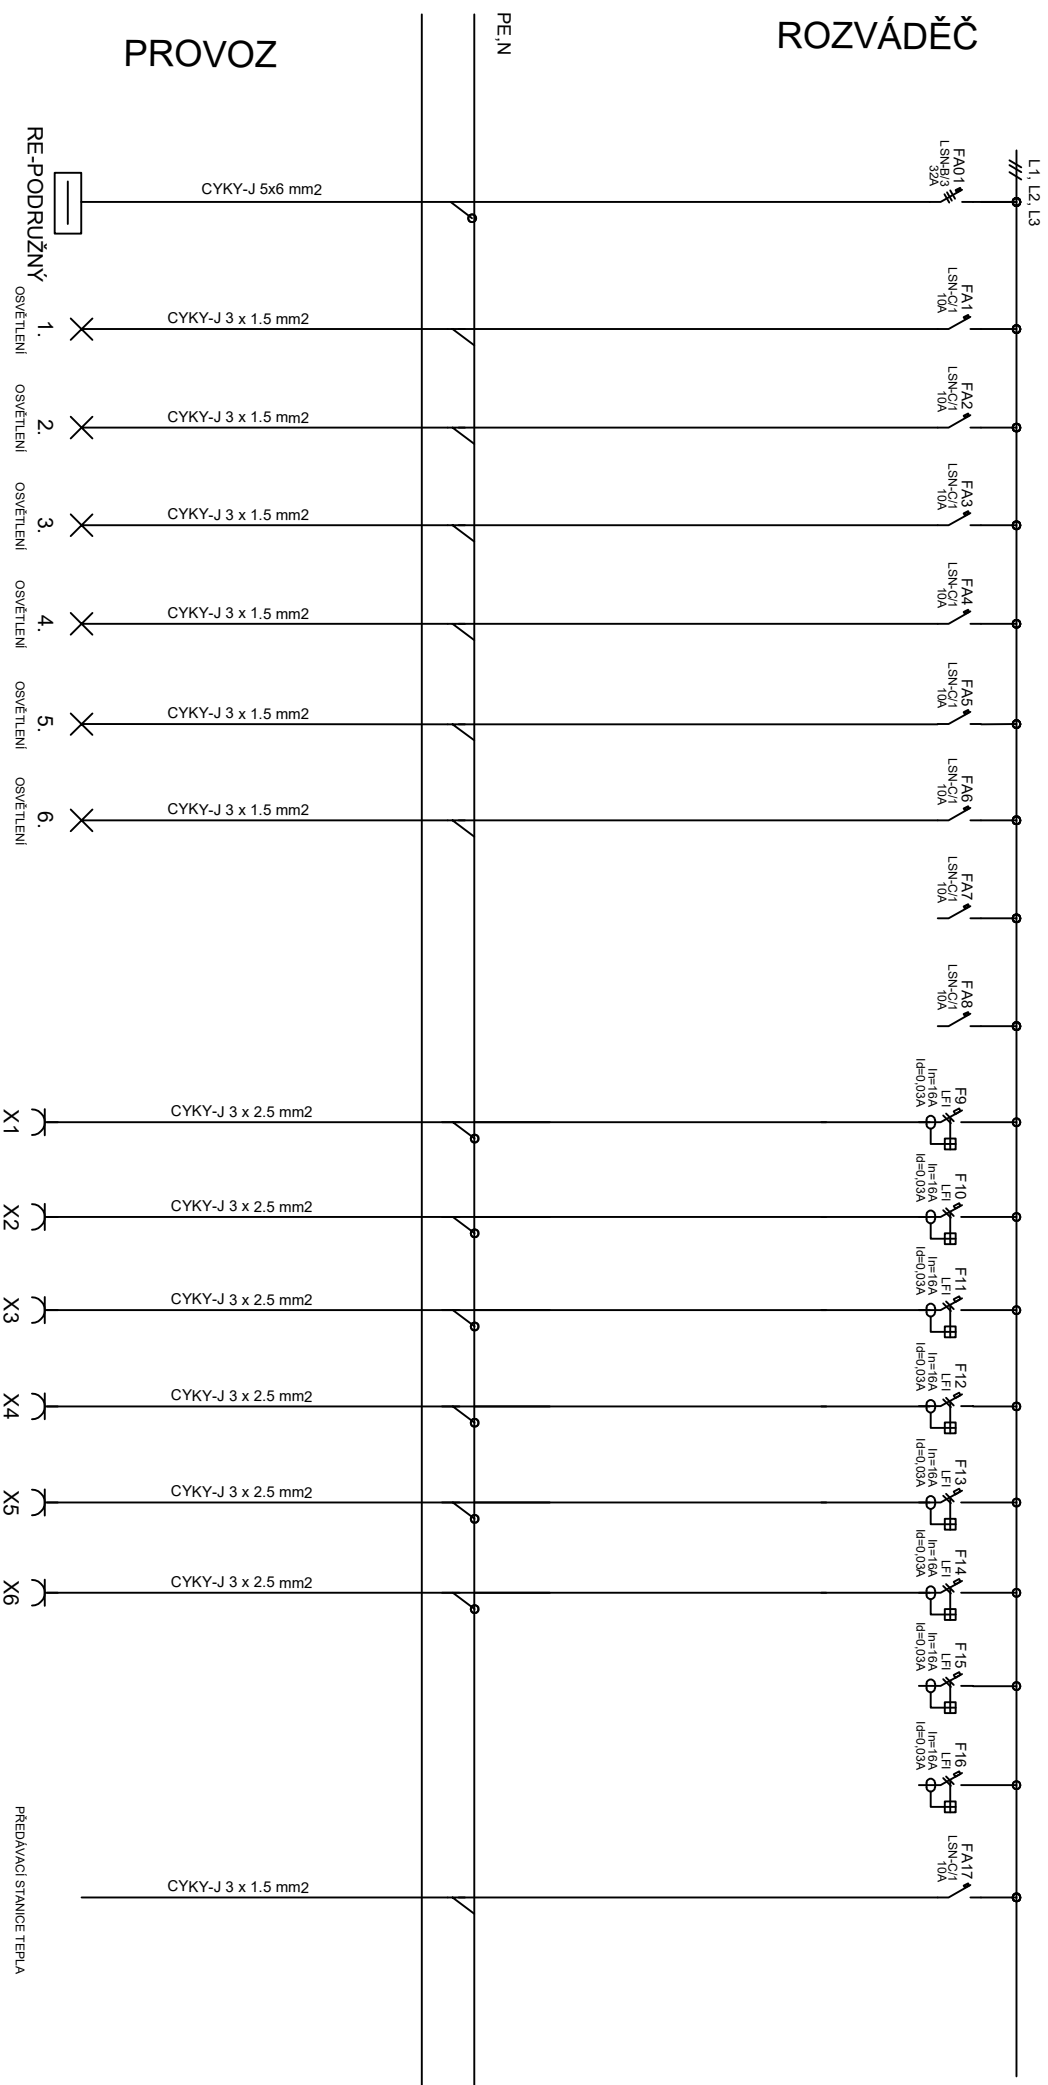 PROVOZ
ROZVÁDĚČ
PE,N
L1, L2, L3
FA01
LSN-B/3
32A
CYKY-J 5x6 mm2
RE-PODRUŽNÝ
FA1
LSN-C/1
10A
CYKY-J 3 x 1.5 mm2
1.
OSVĚTLENÍ
FA2
LSN-C/1
10A
CYKY-J 3 x 1.5 mm2
2.
OSVĚTLENÍ
FA3
LSN-C/1
10A
CYKY-J 3 x 1.5 mm2
3.
OSVĚTLENÍ
FA4
LSN-C/1
10A
CYKY-J 3 x 1.5 mm2
4.
OSVĚTLENÍ
FA5
LSN-C/1
10A
CYKY-J 3 x 1.5 mm2
5.
OSVĚTLENÍ
FA6
LSN-C/1
10A
CYKY-J 3 x 1.5 mm2
6.
OSVĚTLENÍ
FA7
LSN-C/1
10A
FA8
LSN-C/1
10A
F9
LFI
In=16A
Id=0,03A
CYKY-J 3 x 2.5 mm2
X1
F10
LFI
In=16A
Id=0,03A
CYKY-J 3 x 2.5 mm2
X2
F11
LFI
In=16A
Id=0,03A
CYKY-J 3 x 2.5 mm2
X3
F12
LFI
In=16A
Id=0,03A
CYKY-J 3 x 2.5 mm2
X4
F13
LFI
In=16A
Id=0,03A
CYKY-J 3 x 2.5 mm2
X5
F14
LFI
In=16A
Id=0,03A
CYKY-J 3 x 2.5 mm2
X6
F15
LFI
In=16A
Id=0,03A
F16
LFI
In=16A
Id=0,03A
FA17
LSN-C/1
10A
CYKY-J 3 x 1.5 mm2
PŘEDÁVACÍ STANICE TEPLA